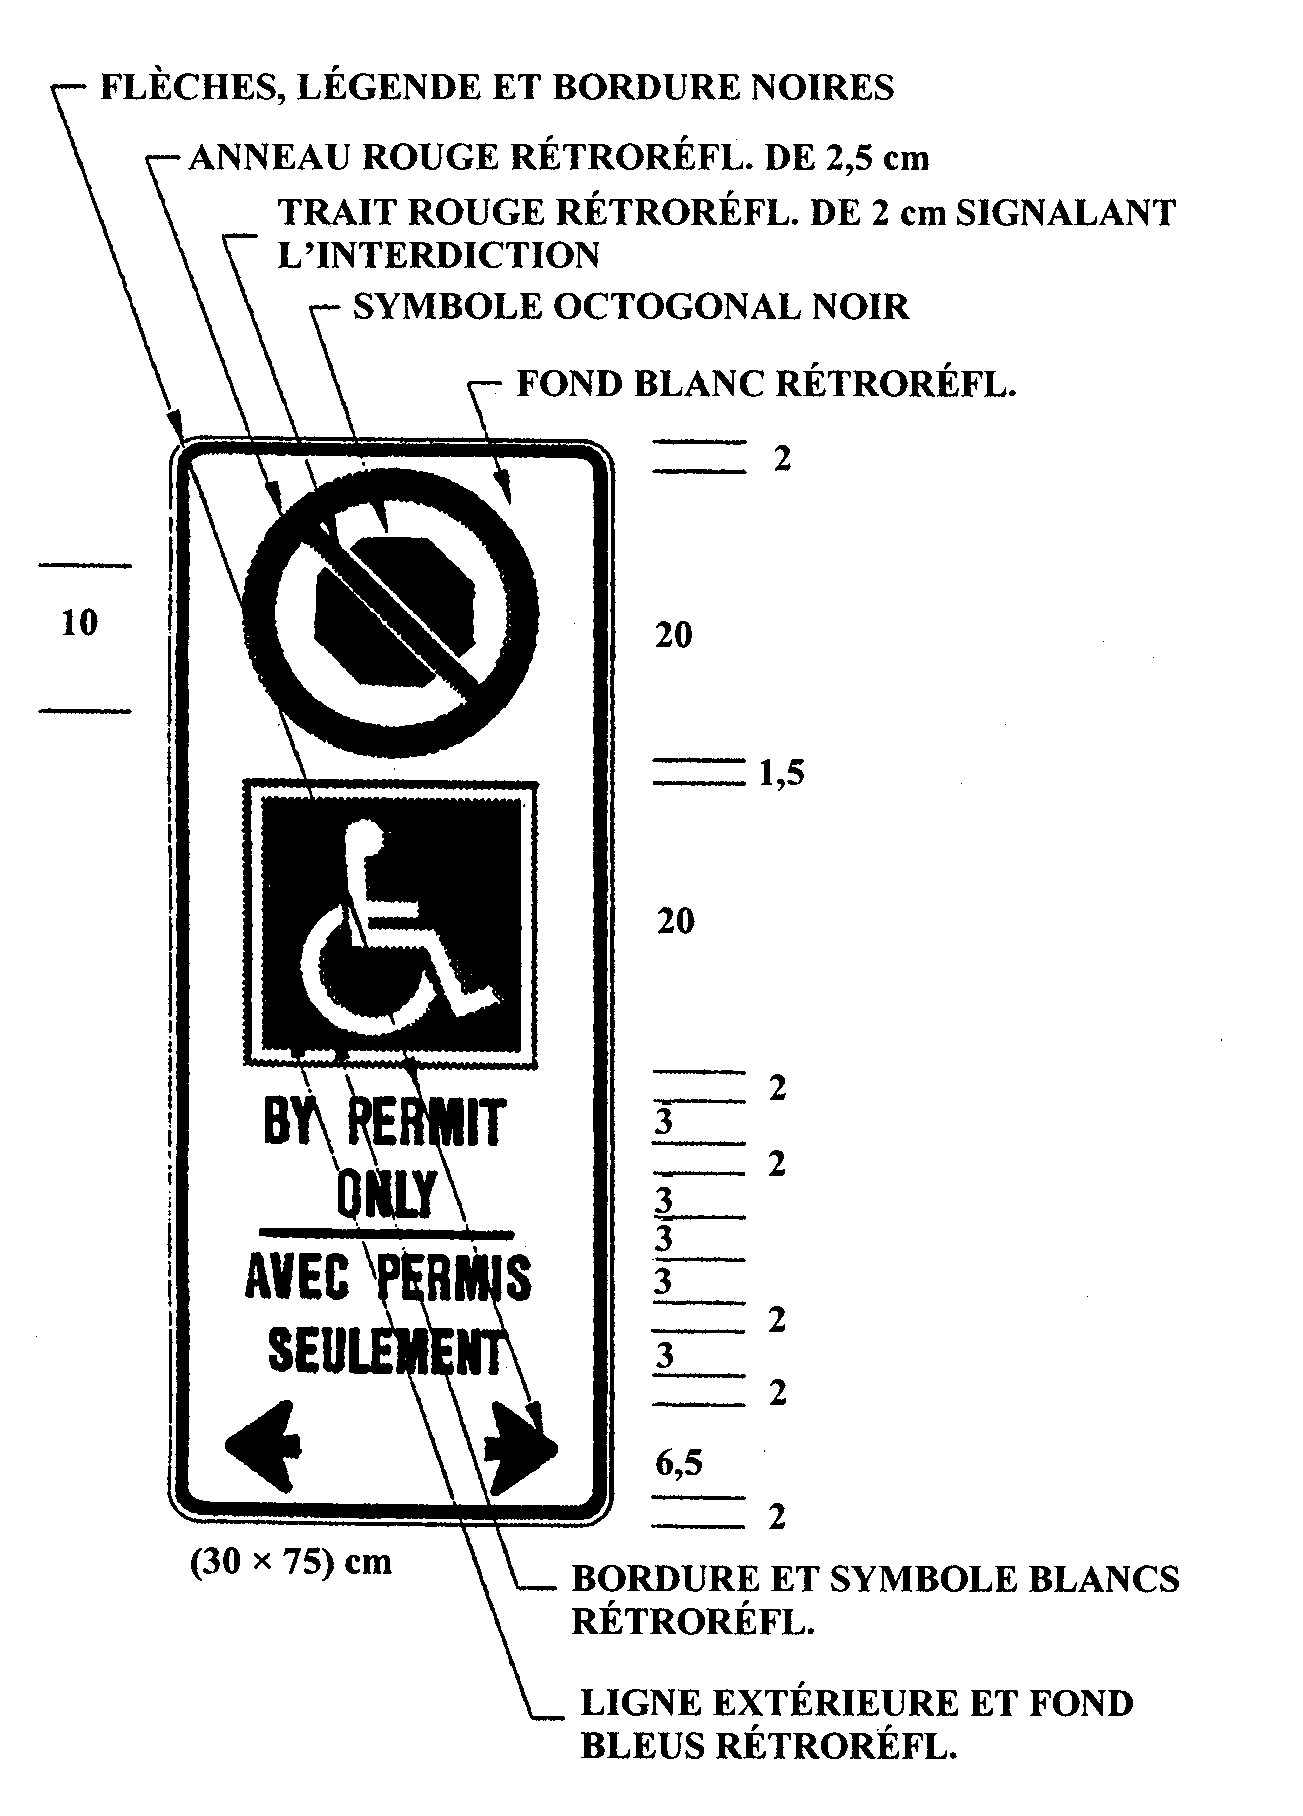 FLÈCHES, LÉGENDE ET BORDURE NOIRES
ANNEAU ROUGE RÉTRORÉFL. DE 2,5 cm
TRAIT ROUGE RÉTRORÉFL. DE 2 cm SIGNALANT
L'INTERDICTION
SYMBOLE OCTOGONAL NOIR
FOND BLANC RÉTRORÉFL.
2
10
20
1,5
20
2
BY PERMIT
3
2
ONLY
3
3
AVEC PERMIS
3
2
SEULEMENT
3
2
6,5
2
(30 × 75) cm
BORDURE ET SYMBOLE BLANCS
RÉTRORÉFL.
LIGNE EXTÉRIEURE ET FOND
BLEUS RÉTRORÉFL.